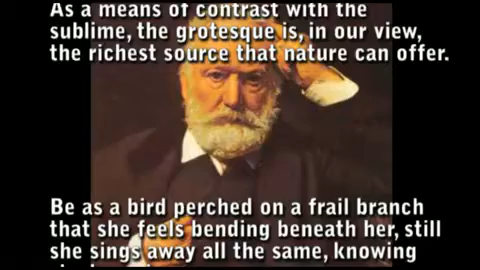 As a means of contrast with the
sublime, the grotesque is, in our view,
the richest source that nature can offer.
Be as a bird perched on a frail branch
that she feels bending beneath her, still
she sings away all the same, knowing